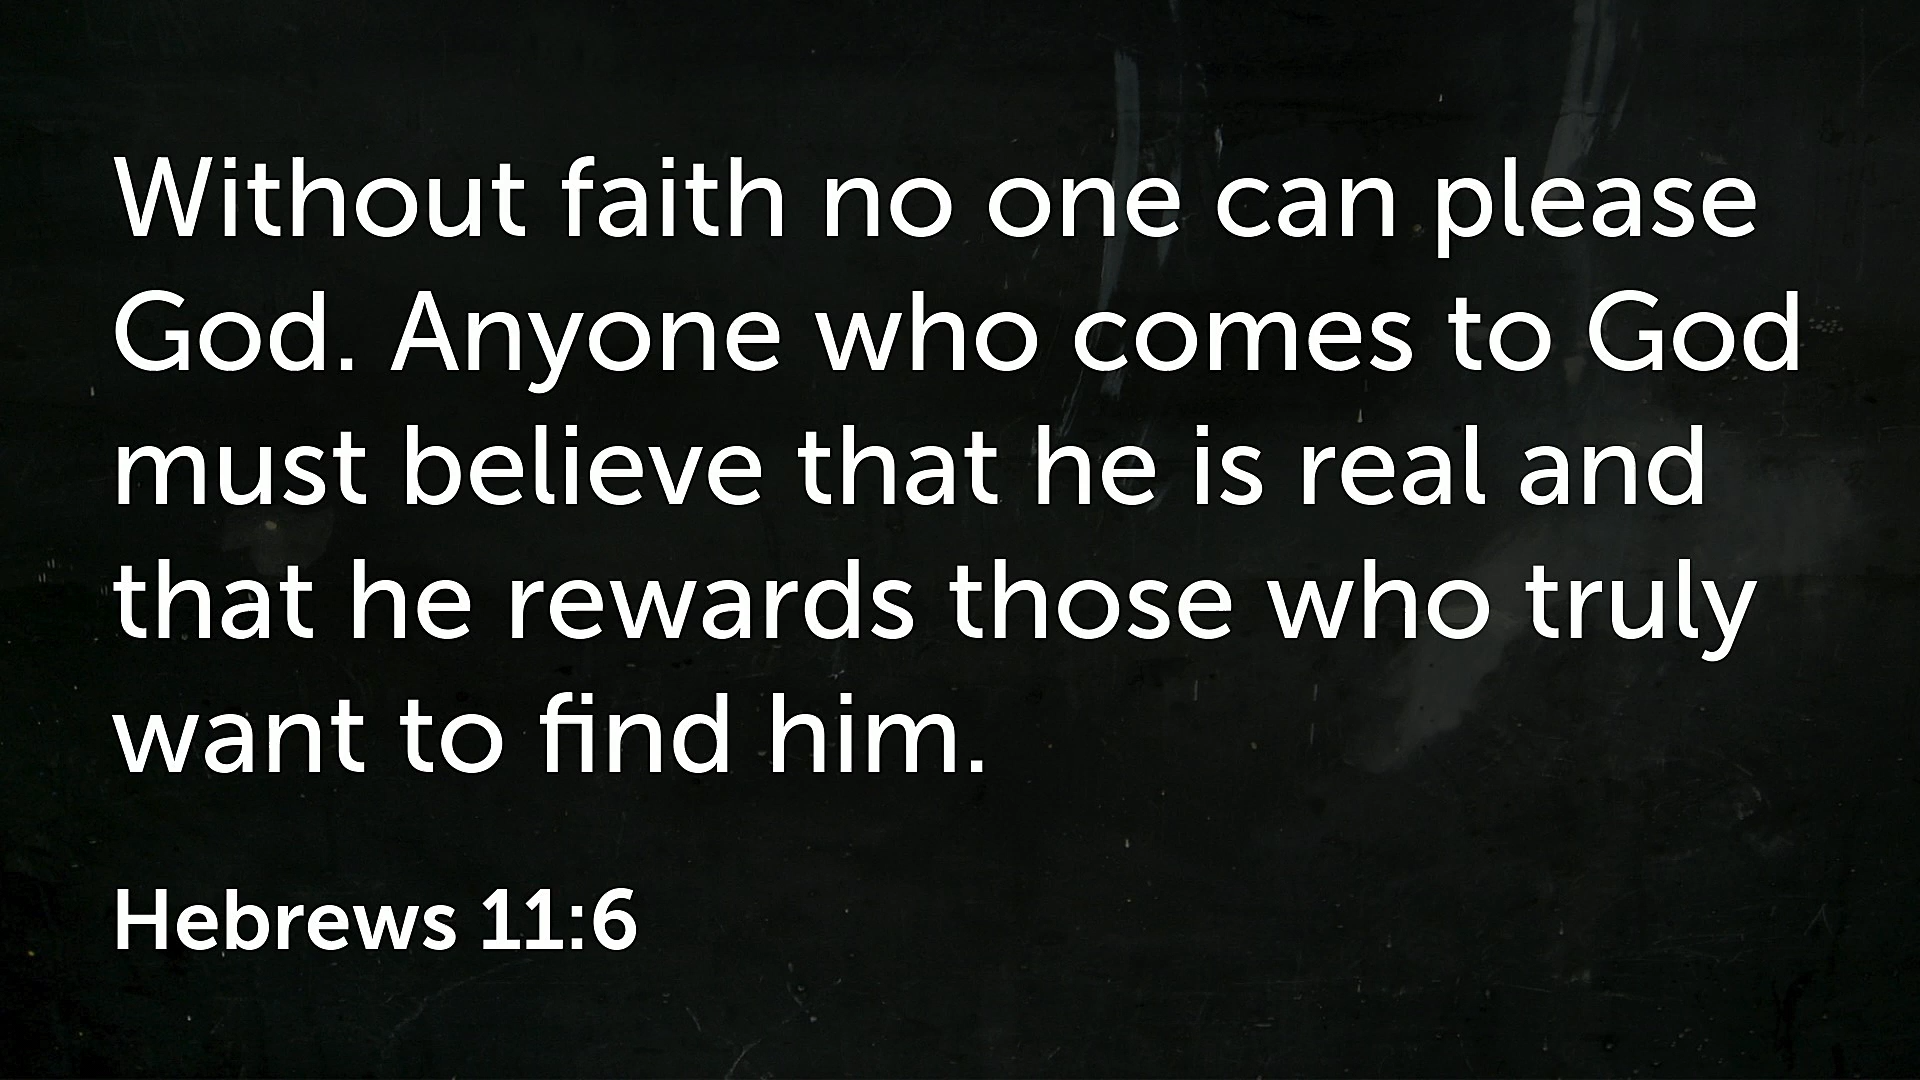 Without faith no one can please
God. Anyone who comes to God
must believe that he is real and
that he rewards those who truly
want to find him.
Hebrews 11:6